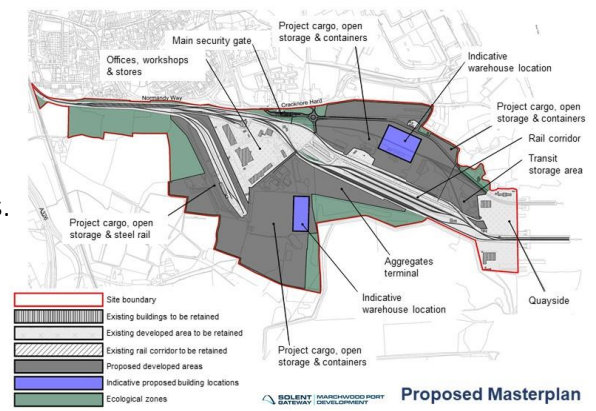 Project cargo, open
storage & containers
Main security gate
Indicative
warehouse location
Offices, workshops
& stores
Normandy Way
Cracknore Hard
Project cargo, open
storage & containers
Rail corridor
Transit
storage area
s.
A326
Project cargo, open
storage & steel rail
Aggregates
terminal
Quayside
Indicative
warehouse location
Project cargo, open
storage & containers
Site boundary
Existing buildings to be retained
Existing developed area to be retained
Existing rail corridor to be retained
Proposed developed areas
Indicative proposed building locations
Ecological zones
SOLENT GATEWAY
MARCHWOOD PORT DEVELOPMENT
Proposed Masterplan